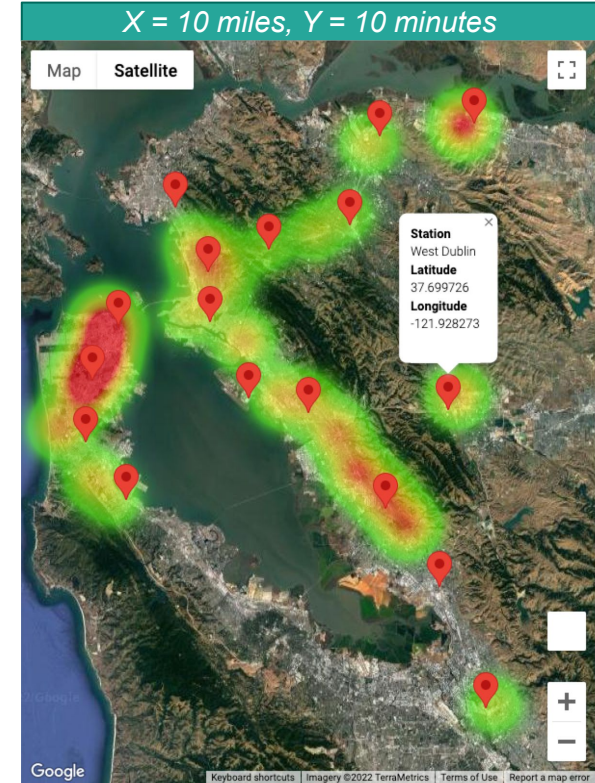 X = 10 miles, Y = 10 minutes
Map Satellite
Station
West Dublin
Latitude
37.699726
Longitude
-121.928273
Google
Keyboard shortcuts Imagery ©2022 TerraMetrics Terms of Use Report a map error